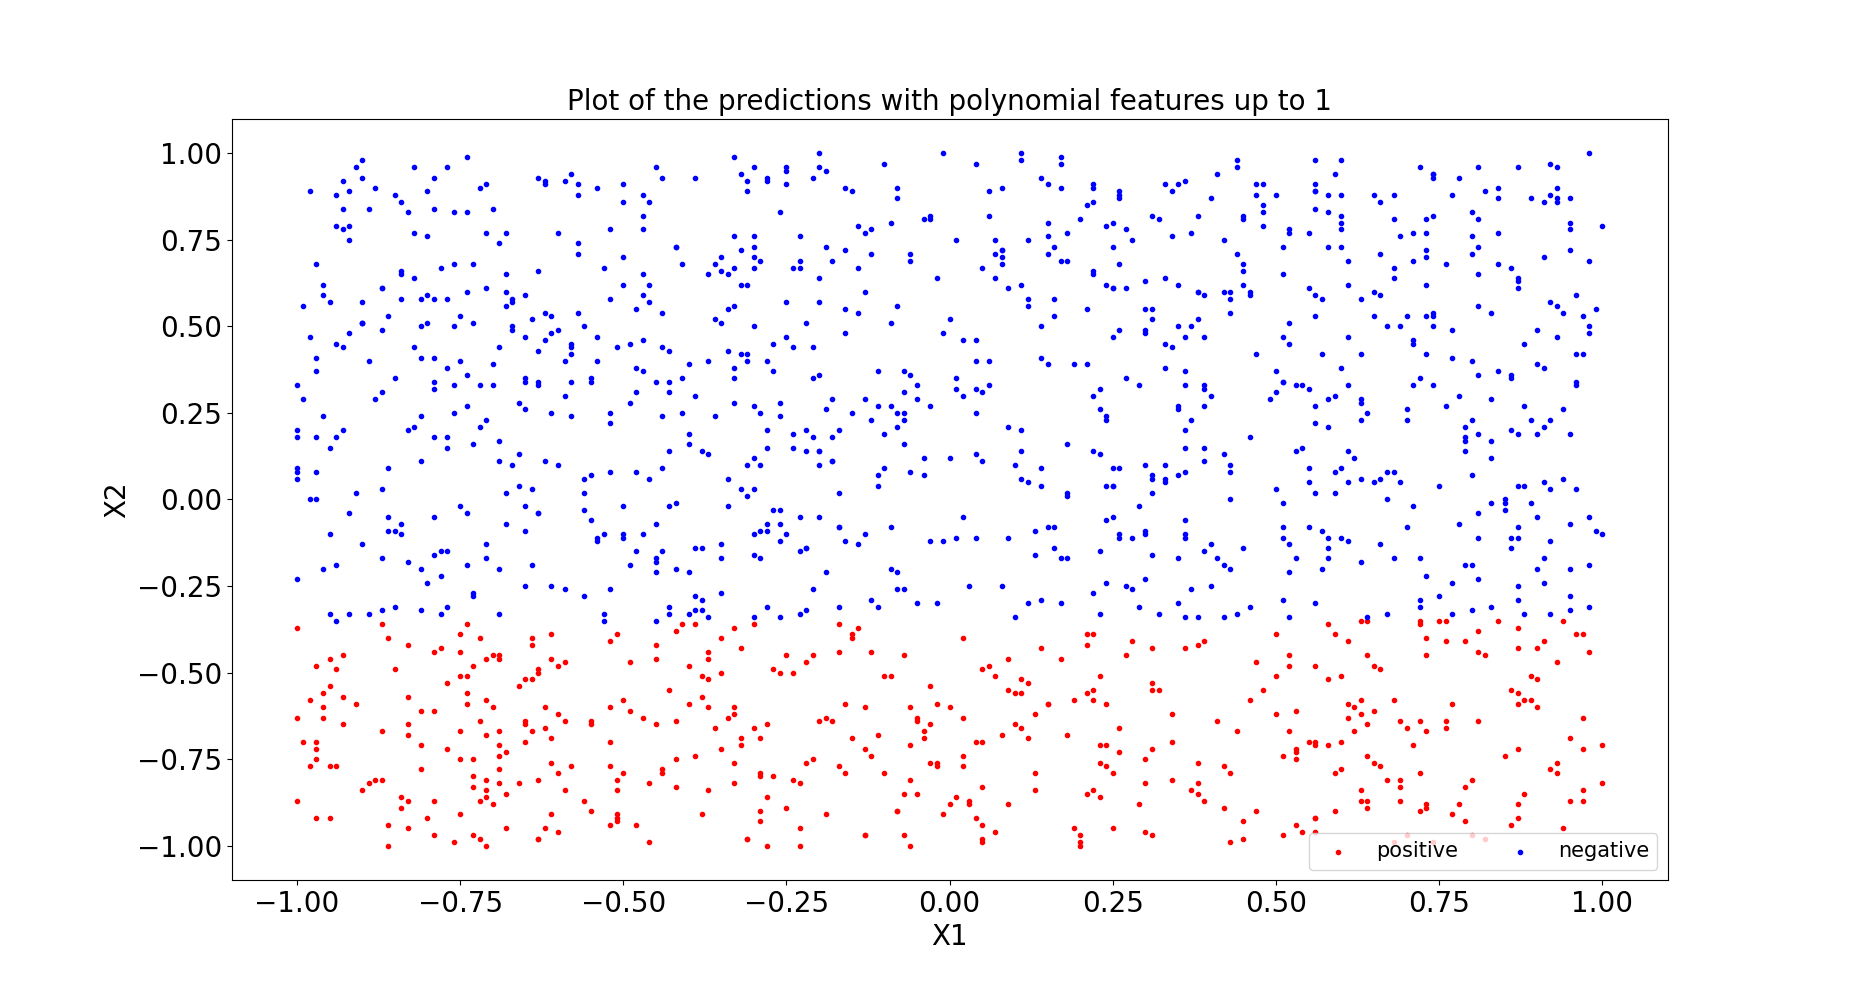 Plot of the predictions with polynomial features up to 1
1.00
0.75
0.50
0.25
0.00
−0.25
−0.50
−0.75
−1.00
X2
positive negative
−1.00 −0.75 −0.50 −0.25 0.00 0.25 0.50 0.75 1.00
X1